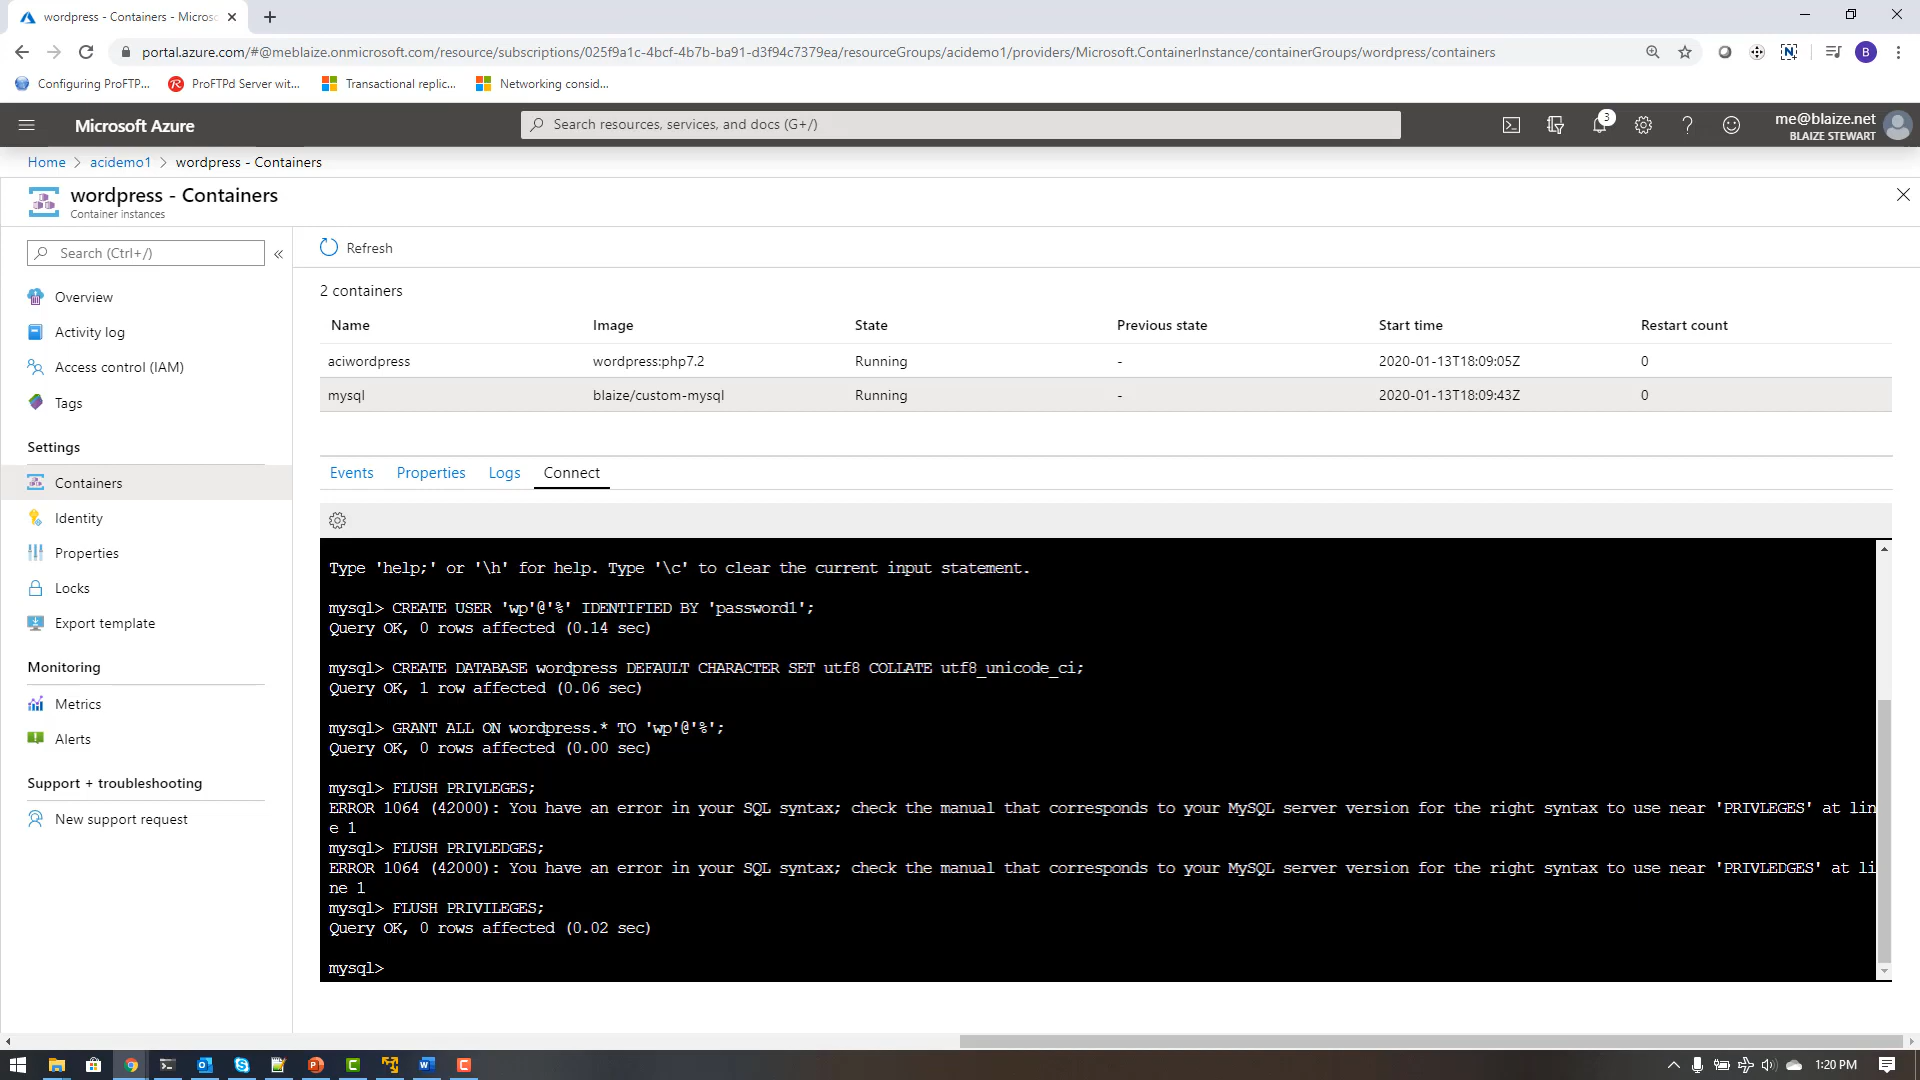 wordpress - Containers - Micros
portal.azure.com/#@meblaize.onmicrosoft.com/resource/subscriptions/025f9a1c-4bcf-4b7b-ba91-d3f94c7379ea/resourceGroups/acidemo1/providers/Microsoft.ContainerInstance/containerGroups/wordpress/containers
B
Configuring ProFTP... ProFTPd Server wit... Transactional replic... Networking consid...
Microsoft Azure
Search resources, services, and docs (G+/)
3
me@blaize.net
BLAIZE STEWART
Home > acidemo1 > wordpress - Containers
wordpress - Containers
Container instances
Search (Ctrl+/)
«
Overview
Activity log
Access control (IAM)
Tags
Settings
Containers
Identity
Properties
Locks
Export template
Monitoring
Metrics
Alerts
Support + troubleshooting
New support request
Refresh
2 containers
Name Image State Previous state Start time Restart count
aciwordpress wordpress:php7.2 Running - 2020-01-13T18:09:05Z 0
mysql blaize/custom-mysql Running - 2020-01-13T18:09:43Z 0
Events Properties Logs Connect
Type 'help;' or '\h' for help. Type '\c' to clear the current input statement.
mysql> CREATE USER 'wp'@'%' IDENTIFIED BY 'password1';
Query OK, 0 rows affected (0.14 sec)
mysql> CREATE DATABASE wordpress DEFAULT CHARACTER SET utf8 COLLATE utf8_unicode_ci;
Query OK, 1 row affected (0.06 sec)
mysql> GRANT ALL ON wordpress.* TO 'wp'@'%';
Query OK, 0 rows affected (0.00 sec)
mysql> FLUSH PRIVLEGES;
ERROR 1064 (42000): You have an error in your SQL syntax; check the manual that corresponds to your MySQL server version for the right syntax to use near 'PRIVLEGES' at lin
e 1
mysql> FLUSH PRIVLEDGES;
ERROR 1064 (42000): You have an error in your SQL syntax; check the manual that corresponds to your MySQL server version for the right syntax to use near 'PRIVLEDGES' at li
ne 1
mysql> FLUSH PRIVILEGES;
Query OK, 0 rows affected (0.02 sec)
mysql>
1:20 PM